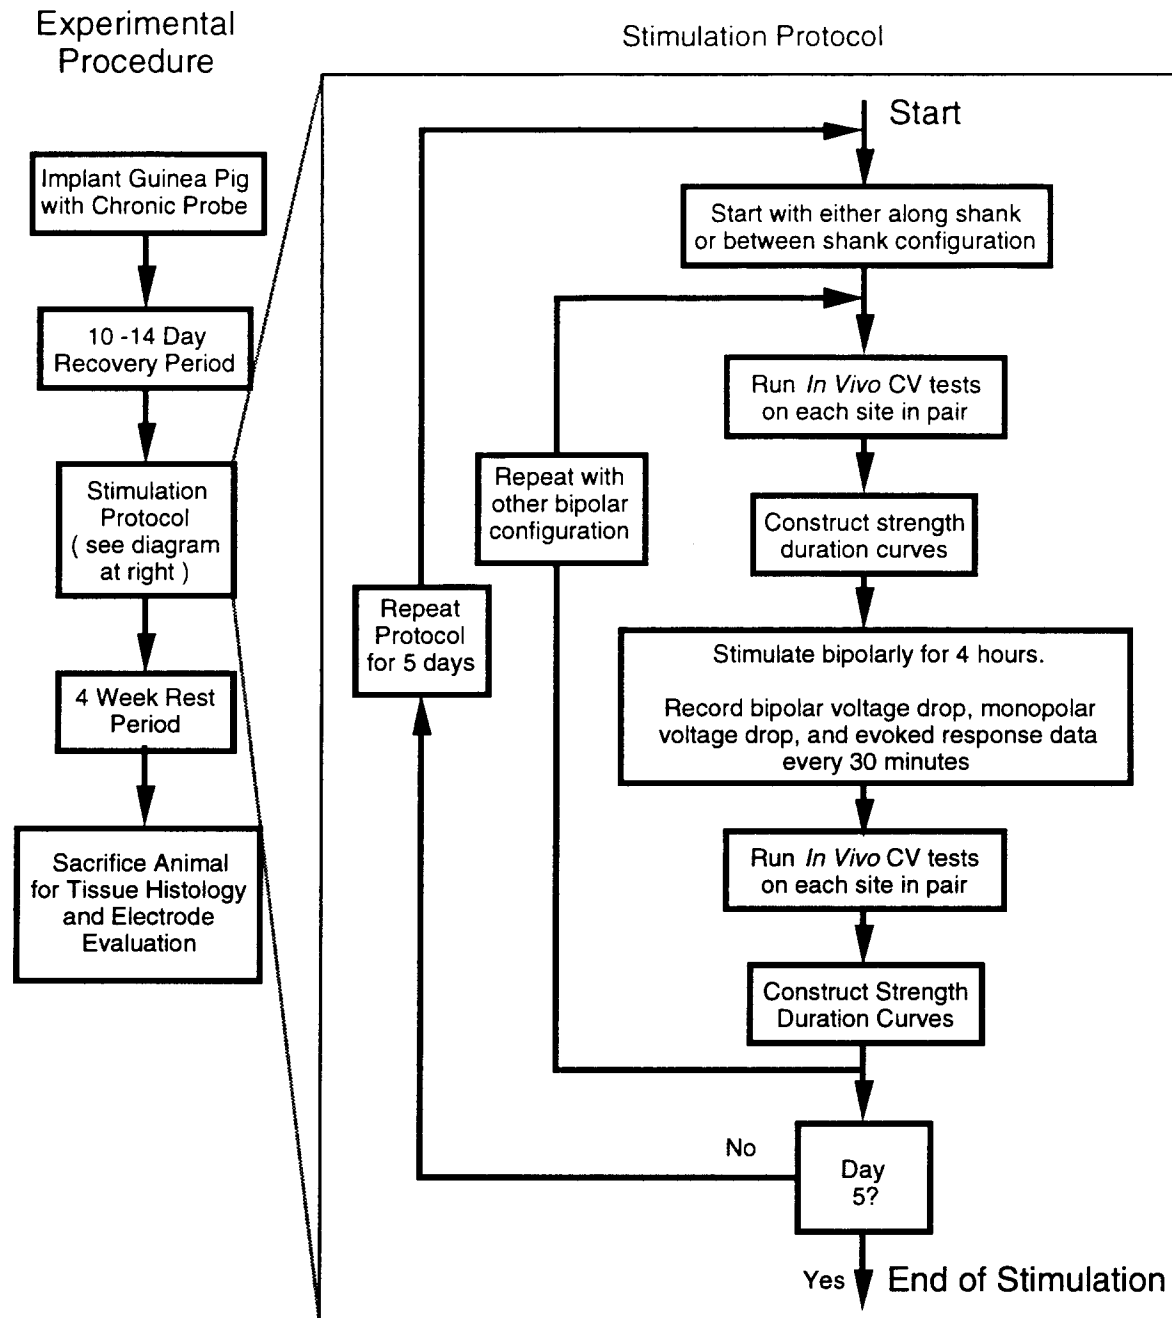 Experimental
Procedure
Implant Guinea Pig
with Chronic Probe
10 -14 Day
Recovery Period
Stimulation
Protocol
( see diagram
at right )
4 Week Rest
Period
Sacrifice Animal
for Tissue Histology
and Electrode
Evaluation
Stimulation Protocol
Start
Start with either along shank
or between shank configuration
Run In Vivo CV tests
on each site in pair
Construct strength
duration curves
Stimulate bipolarly for 4 hours.
Record bipolar voltage drop, monopolar
voltage drop, and evoked response data
every 30 minutes
Run In Vivo CV tests
on each site in pair
Construct Strength
Duration Curves
Repeat with
other bipolar
configuration
Repeat
Protocol
for 5 days
No
Day
5?
Yes
End of Stimulation